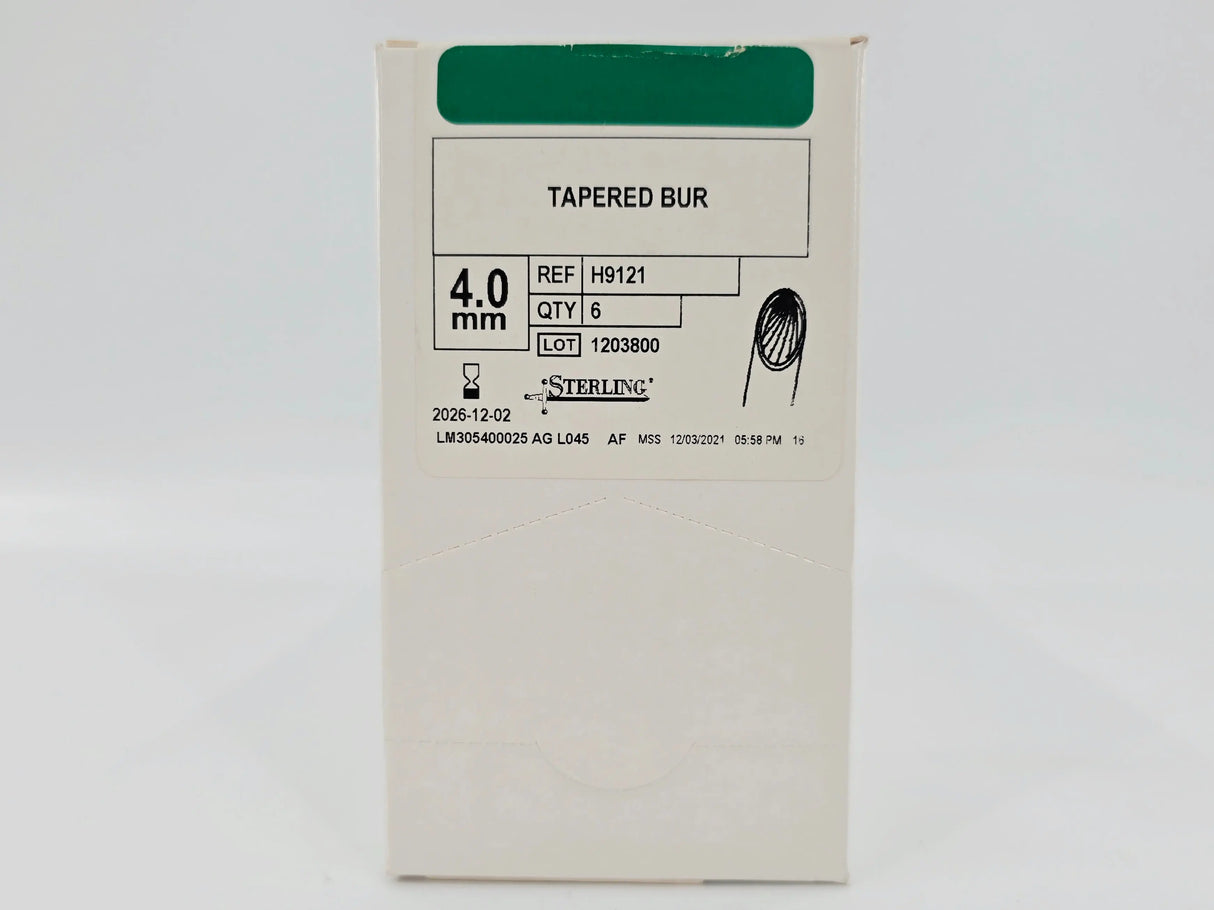 TAPERED BUR
4.0
mm
REF H9121
QTY 6
LOT 1203800
STERLING
2026-12-02
LM305400025 AG L045 AF MSS 12/03/2021 05:58 PM 16